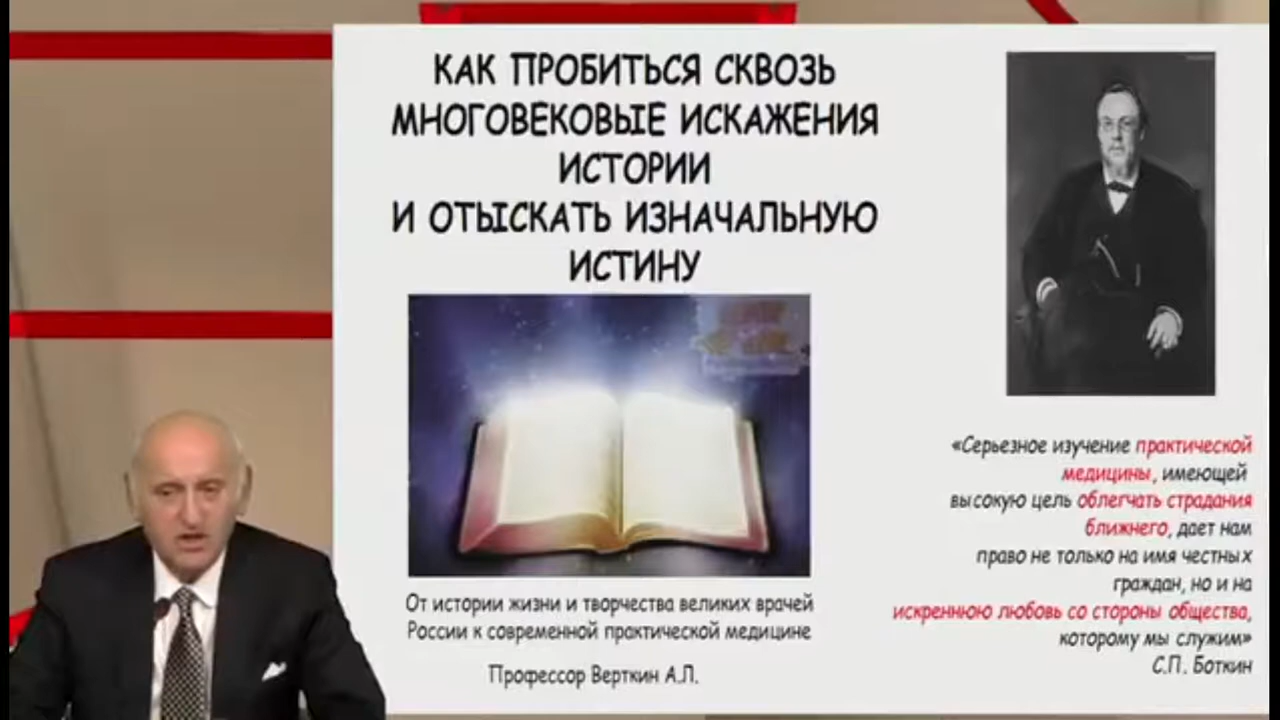 КАК ПРОБИТЬСЯ СКВОЗЬ
МНОГОВЕКОВЫЕ ИСКАЖЕНИЯ
ИСТОРИИ
И ОТЫСКАТЬ ИЗНАЧАЛЬНУЮ
ИСТИНУ
От истории жизни и творчества великих врачей
России к современной практической медицине
Профессор Верткин А.Л.
«Серьезное изучение практической
медицины, имеющей
высокую цель облегчать страдания
ближнего, дает нам
право не только на имя честных
граждан, но и на
искреннюю любовь со стороны общества,
которому мы служим»
С.П. Боткин